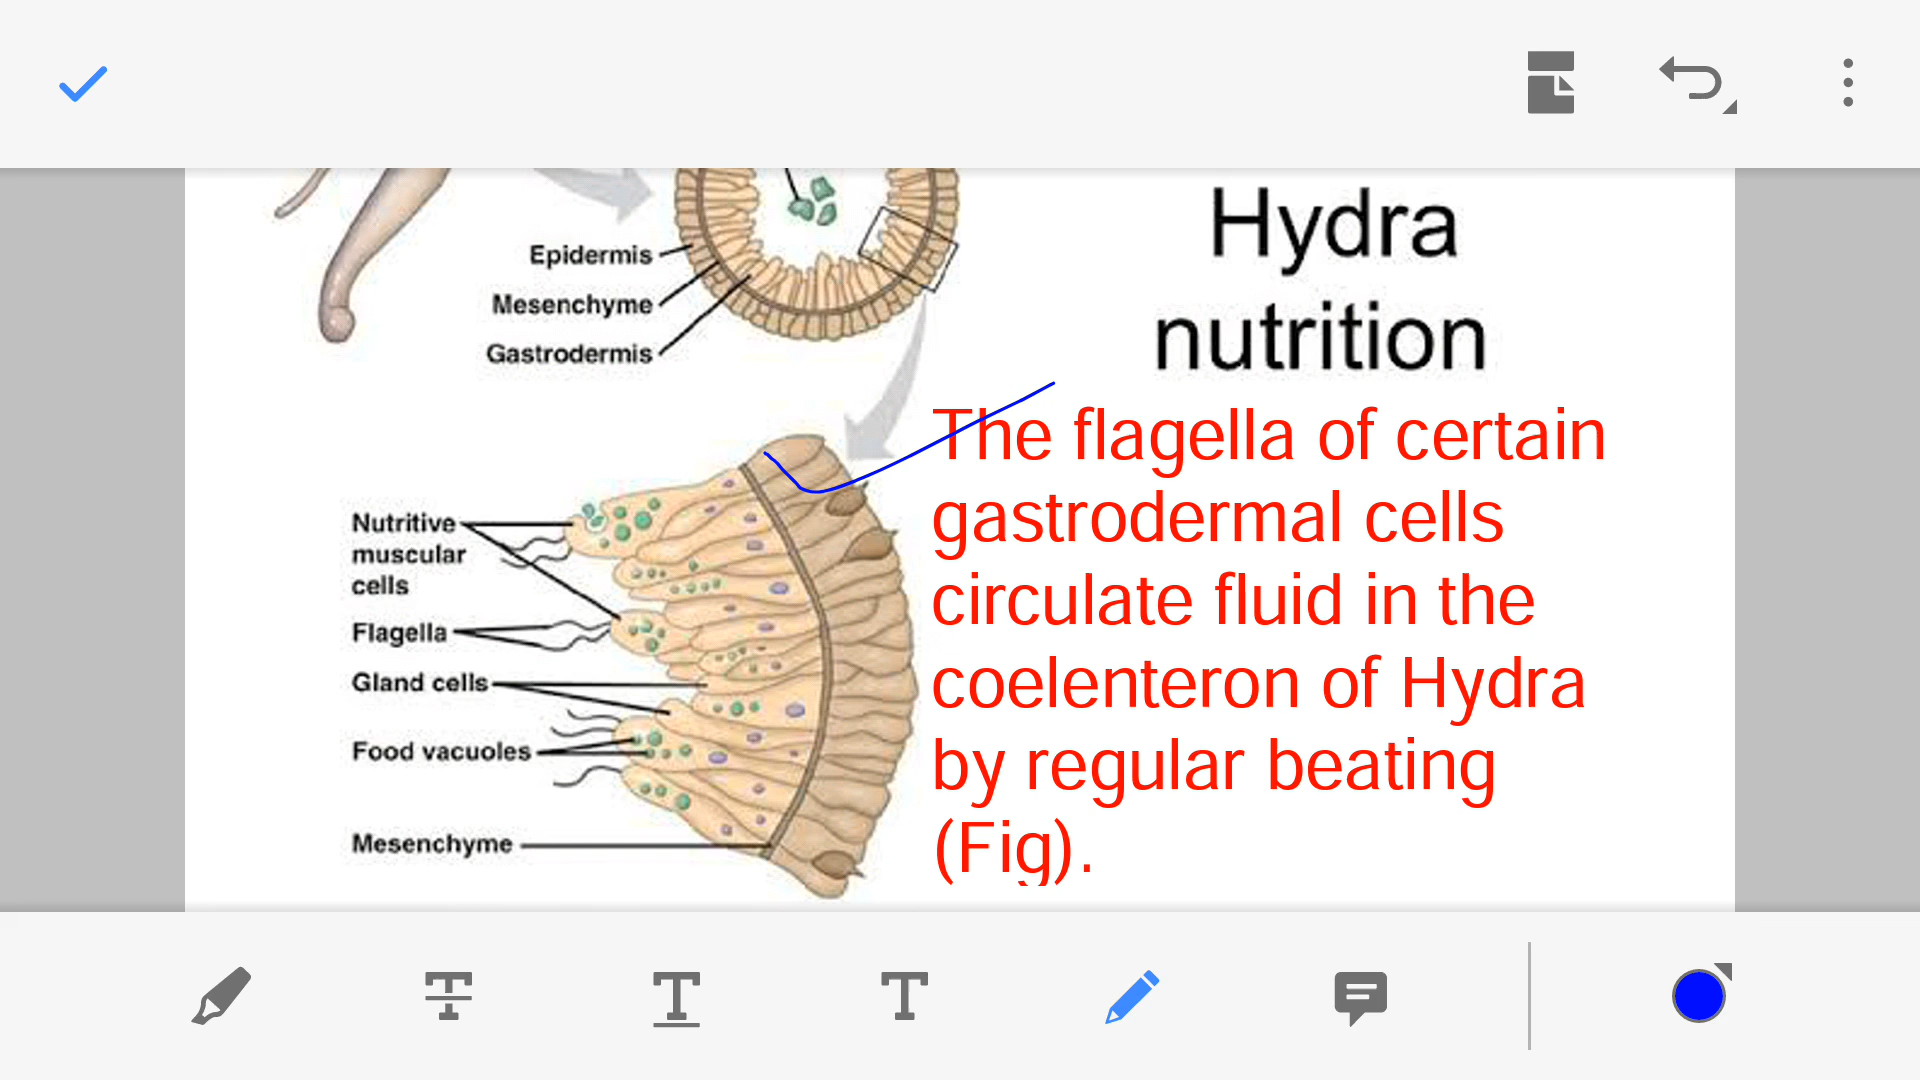 Hydra
nutrition
Epidermis
Mesenchyme
Gastrodermis
The flagella of certain
gastrodermal cells
circulate fluid in the
coelenteron of Hydra
by regular beating
(Fig).
Nutritive
muscular
cells
Flagella
Gland cells
Food vacuoles
Mesenchyme